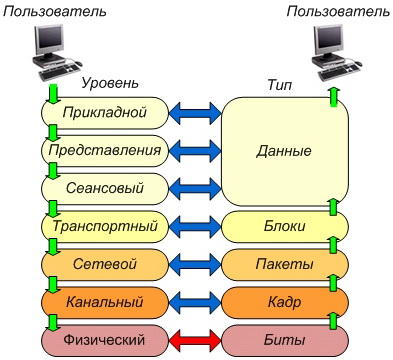 Пользователь Пользователь
Уровень Тип
Прикладной
Представления Данные
Сеансовый
Транспортный Блоки
Сетевой Пакеты
Канальный Кадр
Физический Биты